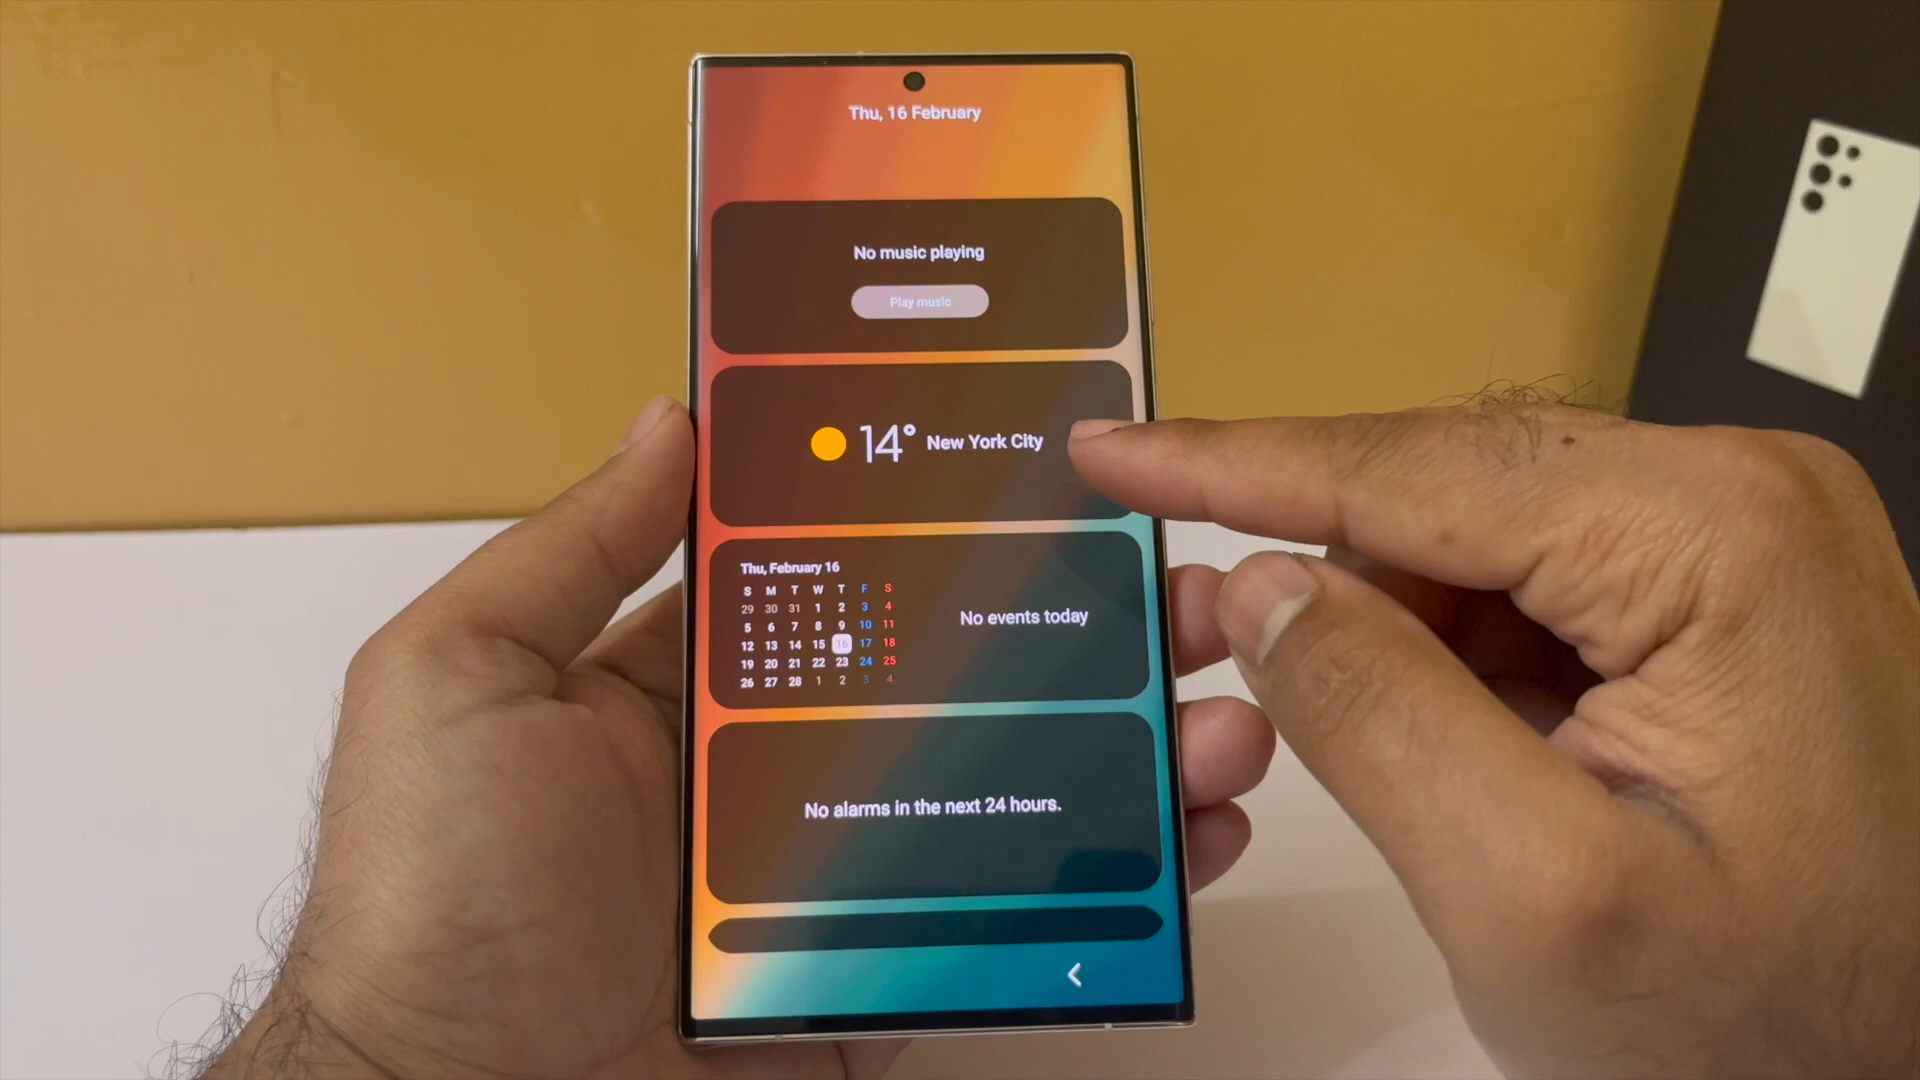 Thu, 16 February
No music playing
Play music
14° New York City
Thu, February 16
S M T W T F S
29 30 31 1 2 3 4
5 6 7 8 9 10 11
12 13 14 15 16 17 18
19 20 21 22 23 24 25
26 27 28 1 2 3 4
No events today
No alarms in the next 24 hours.